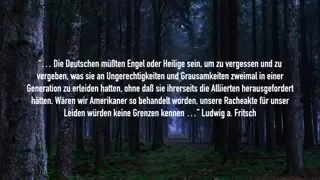 "... Die Deutschen müßten Engel oder Heilige sein, um zu vergessen und zu
vergeben, was sie an Ungerechtigkeiten und Grausamkeiten zweimal in einer
Generation zu erleiden hatten, ohne daß sie ihrerseits die Alliierten herausgefordert
hätten. Wären wir Amerikaner so behandelt worden, unsere Racheakte für unser
Leiden würden keine Grenzen kennen ..." Ludwig a. Fritsch